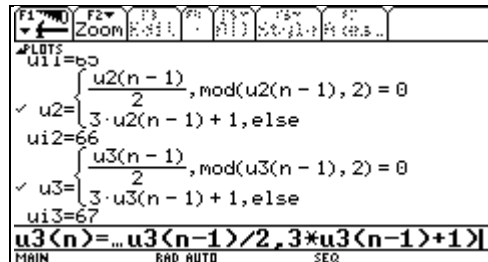 F1 F2 Zoom
PLOTS
ui1=65
u2(n - 1)
✓ u2={ 2 , mod(u2(n - 1), 2) = 0
3·u2(n - 1) + 1, else
ui2=66
u3(n - 1)
✓ u3={ 2 , mod(u3(n - 1), 2) = 0
3·u3(n - 1) + 1, else
ui3=67
u3(n)=…u3(n-1)/2,3*u3(n-1)+1)
MAIN RAD AUTO SEQ